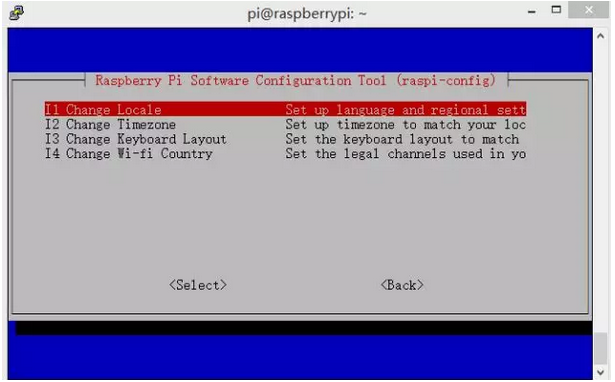 pi@raspberrypi: ~
Raspberry Pi Software Configuration Tool (raspi-config)
I1 Change Locale Set up language and regional sett
I2 Change Timezone Set up timezone to match your loc
I3 Change Keyboard Layout Set the keyboard layout to match
I4 Change Wi-fi Country Set the legal channels used in yo
<Select> <Back>